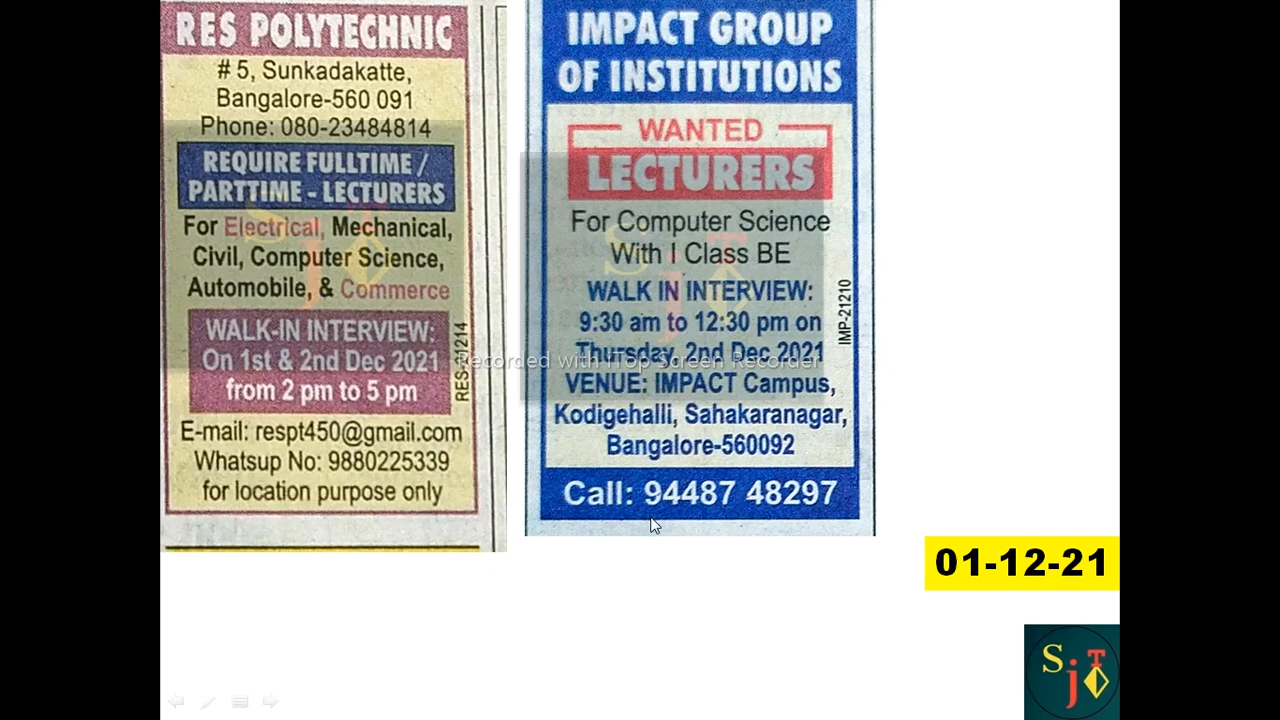 RES POLYTECHNIC
# 5, Sunkadakatte,
Bangalore-560 091
Phone: 080-23484814
REQUIRE FULLTIME /
PARTTIME - LECTURERS
For Electrical, Mechanical,
Civil, Computer Science,
Automobile, & Commerce
WALK-IN INTERVIEW:
On 1st & 2nd Dec 2021
from 2 pm to 5 pm
RES-21214
E-mail: respt450@gmail.com
Whatsup No: 9880225339
for location purpose only
IMPACT GROUP
OF INSTITUTIONS
WANTED
LECTURERS
For Computer Science
With I Class BE
WALK IN INTERVIEW:
9:30 am to 12:30 pm on
Thursday, 2nd Dec 2021
VENUE: IMPACT Campus,
Kodigehalli, Sahakaranagar,
Bangalore-560092
IMP-21210
Call: 94487 48297
Recorded with iTop Screen Recorder
01-12-21
SjT
SjT
SjT